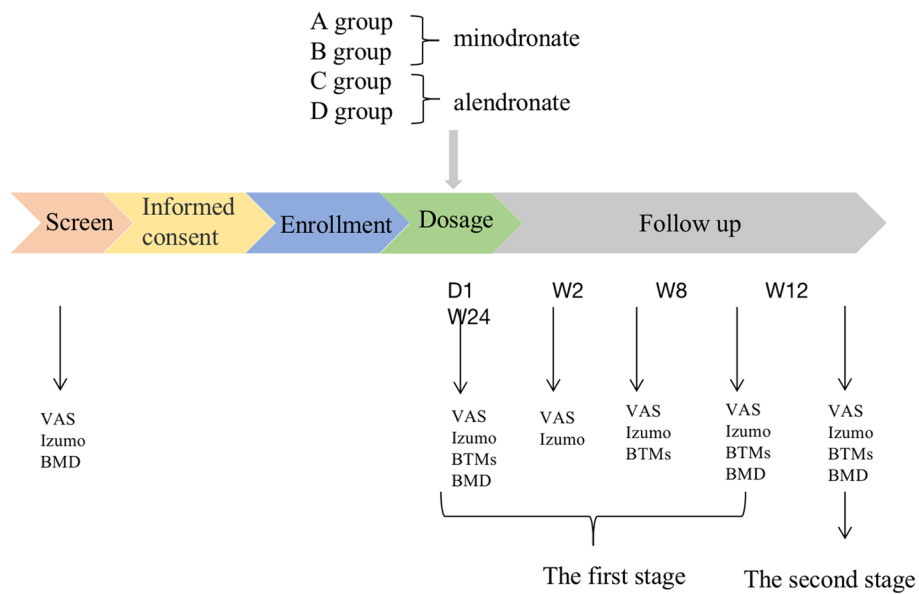 A group
B group
minodronate
C group
D group
alendronate
Screen
Informed
consent
Enrollment
Dosage
Follow up
D1 W2 W8 W12
W24
VAS
Izumo
BMD
VAS
Izumo
BTMs
BMD
VAS
Izumo
VAS
Izumo
BTMs
VAS
Izumo
BTMs
BMD
VAS
Izumo
BTMs
BMD
The first stage
The second stage